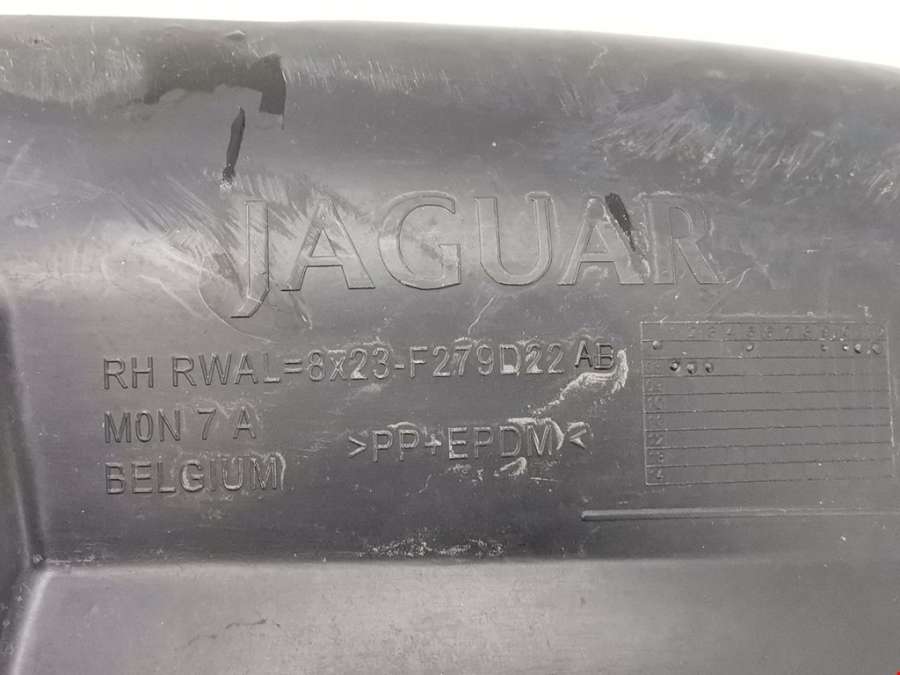 JAGUAR
RH RWAL=8X23-F279D22 AB
M0N 7 A
>PP+EPDM<
BELGIUM